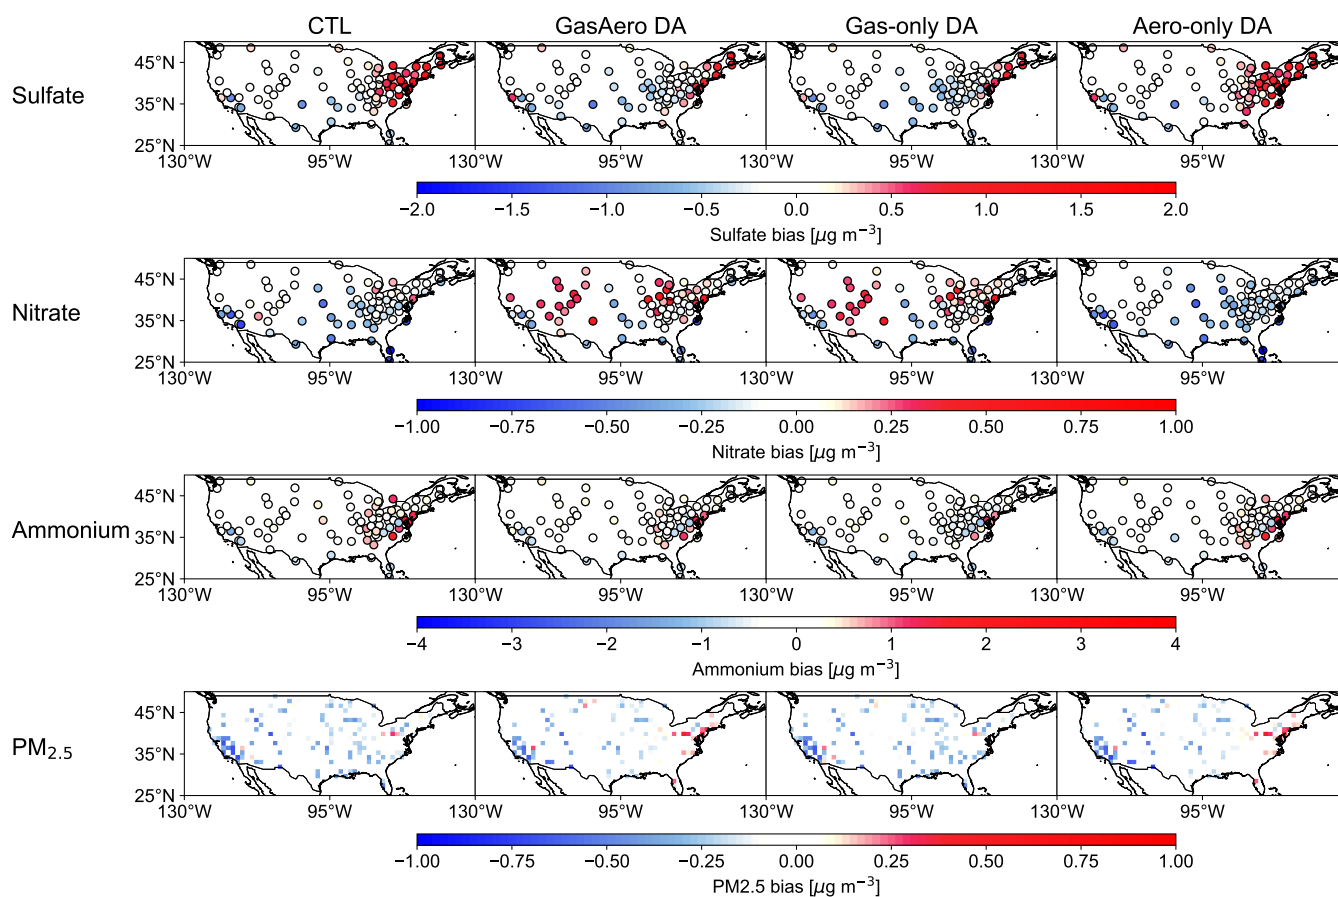 CTL GasAero DA Gas-only DA Aero-only DA
Sulfate
45°N
35°N
25°N
130°W 95°W 130°W 95°W 130°W 95°W 130°W 95°W
−2.0 −1.5 −1.0 −0.5 0.0 0.5 1.0 1.5 2.0
Sulfate bias [μg m⁻³]
Nitrate
45°N
35°N
25°N
130°W 95°W 130°W 95°W 130°W 95°W 130°W 95°W
−1.00 −0.75 −0.50 −0.25 0.00 0.25 0.50 0.75 1.00
Nitrate bias [μg m⁻³]
Ammonium
45°N
35°N
25°N
130°W 95°W 130°W 95°W 130°W 95°W 130°W 95°W
−4 −3 −2 −1 0 1 2 3 4
Ammonium bias [μg m⁻³]
PM₂.₅
45°N
35°N
25°N
130°W 95°W 130°W 95°W 130°W 95°W 130°W 95°W
−1.00 −0.75 −0.50 −0.25 0.00 0.25 0.50 0.75 1.00
PM2.5 bias [μg m⁻³]